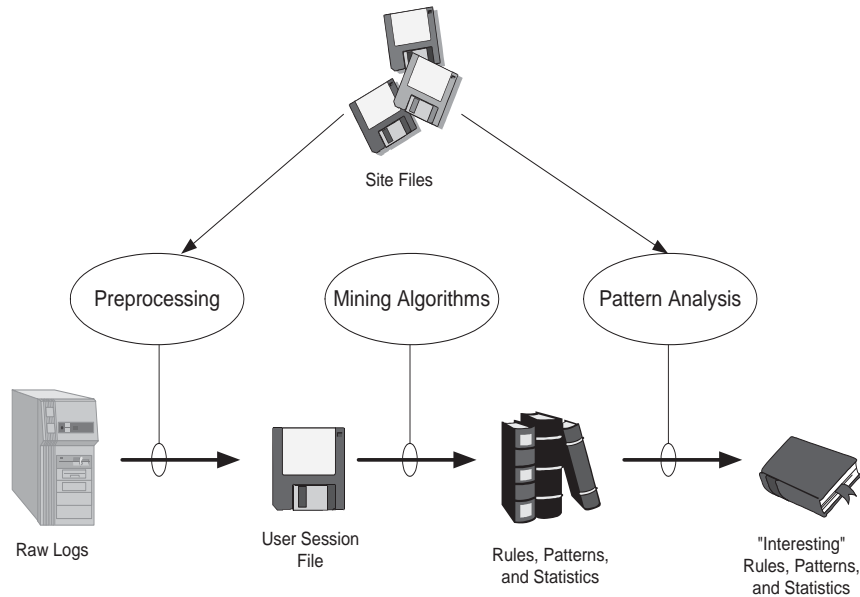 Site Files
Preprocessing
Mining Algorithms
Pattern Analysis
Raw Logs
User Session
File
Rules, Patterns,
and Statistics
"Interesting"
Rules, Patterns,
and Statistics